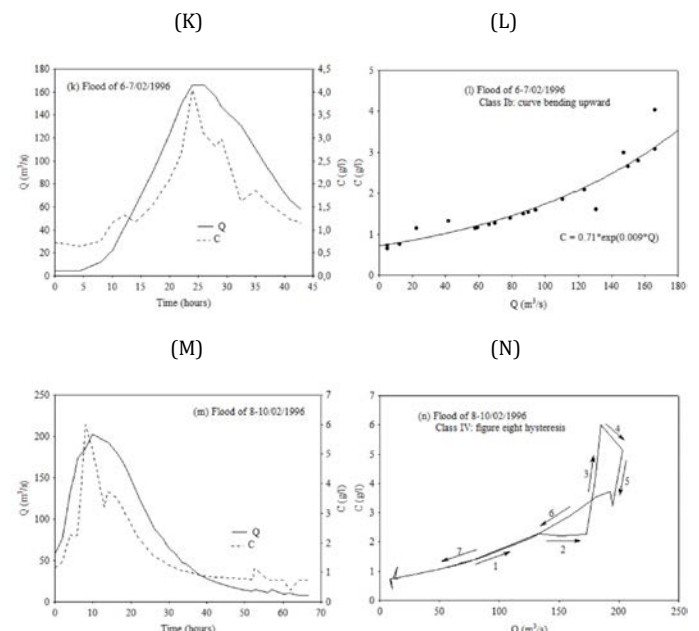 (K)
(L)
(k) Flood of 6-7/02/1996
Q (m³/s)
180
160
140
120
100
80
60
40
20
0
4,5
4,0
3,5
3,0
2,5
2,0
1,5
1,0
0,5
0,0
C (g/l)
Q
C
0 5 10 15 20 25 30 35 40 45
Time (hours)
(l) Flood of 6-7/02/1996
Class Ib: curve bending upward
C (g/l)
5
4
3
2
1
0
C = 0.71*exp(0.009*Q)
0 20 40 60 80 100 120 140 160 180
Q (m³/s)
(M)
(N)
(m) Flood of 8-10/02/1996
Q (m³/s)
250
200
150
100
50
0
7
6
5
4
3
2
1
0
C (g/l)
Q
C
0 10 20 30 40 50 60 70
Time (hours)
(n) Flood of 8-10/02/1996
Class IV: figure eight hysteresis
C (g/l)
7
6
5
4
3
2
1
0
4
3
5
6
2
7
1
0 50 100 150 200 250
Q (m³/s)